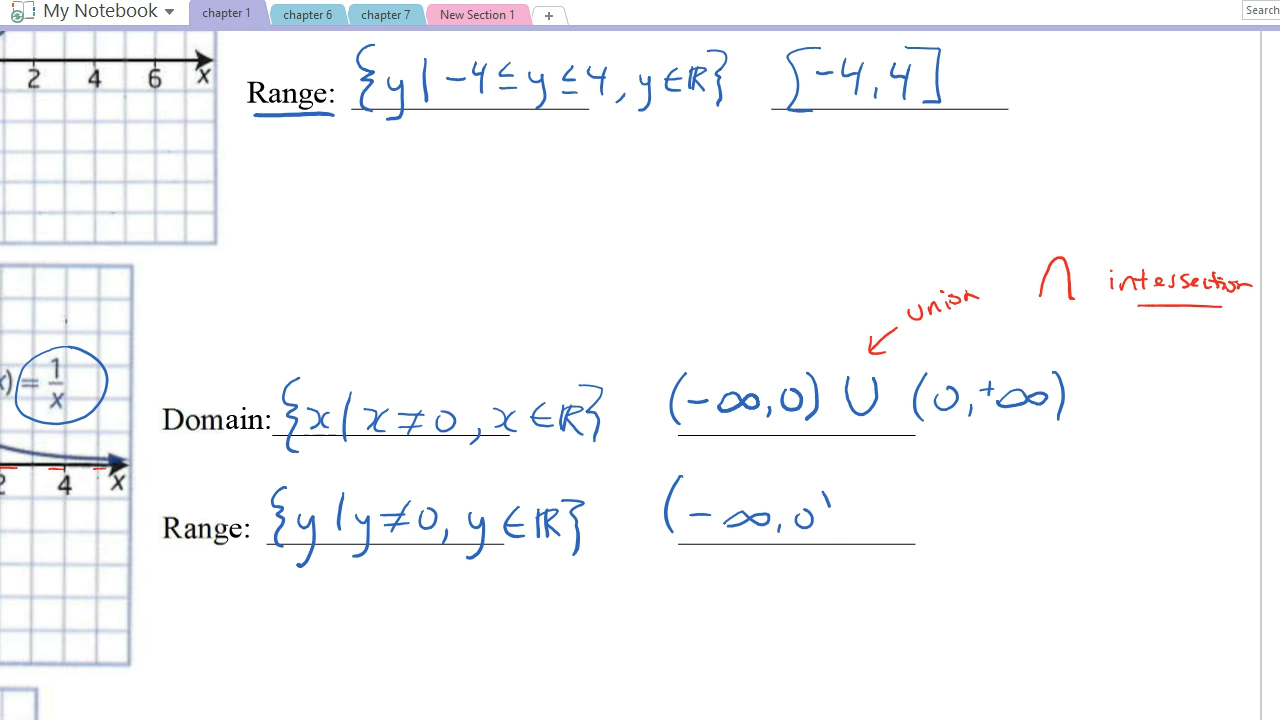 My Notebook chapter 1 chapter 6 chapter 7 New Section 1 + Search
2 4 6 x
Range: {y | -4 ≤ y ≤ 4, y ∈ ℝ} [-4, 4]
union ∩ intessection
x) = 1/x
Domain: {x | x ≠ 0, x ∈ ℝ} (-∞, 0) ∪ (0, +∞)
2 4 x
Range: {y | y ≠ 0, y ∈ ℝ} (-∞, 0